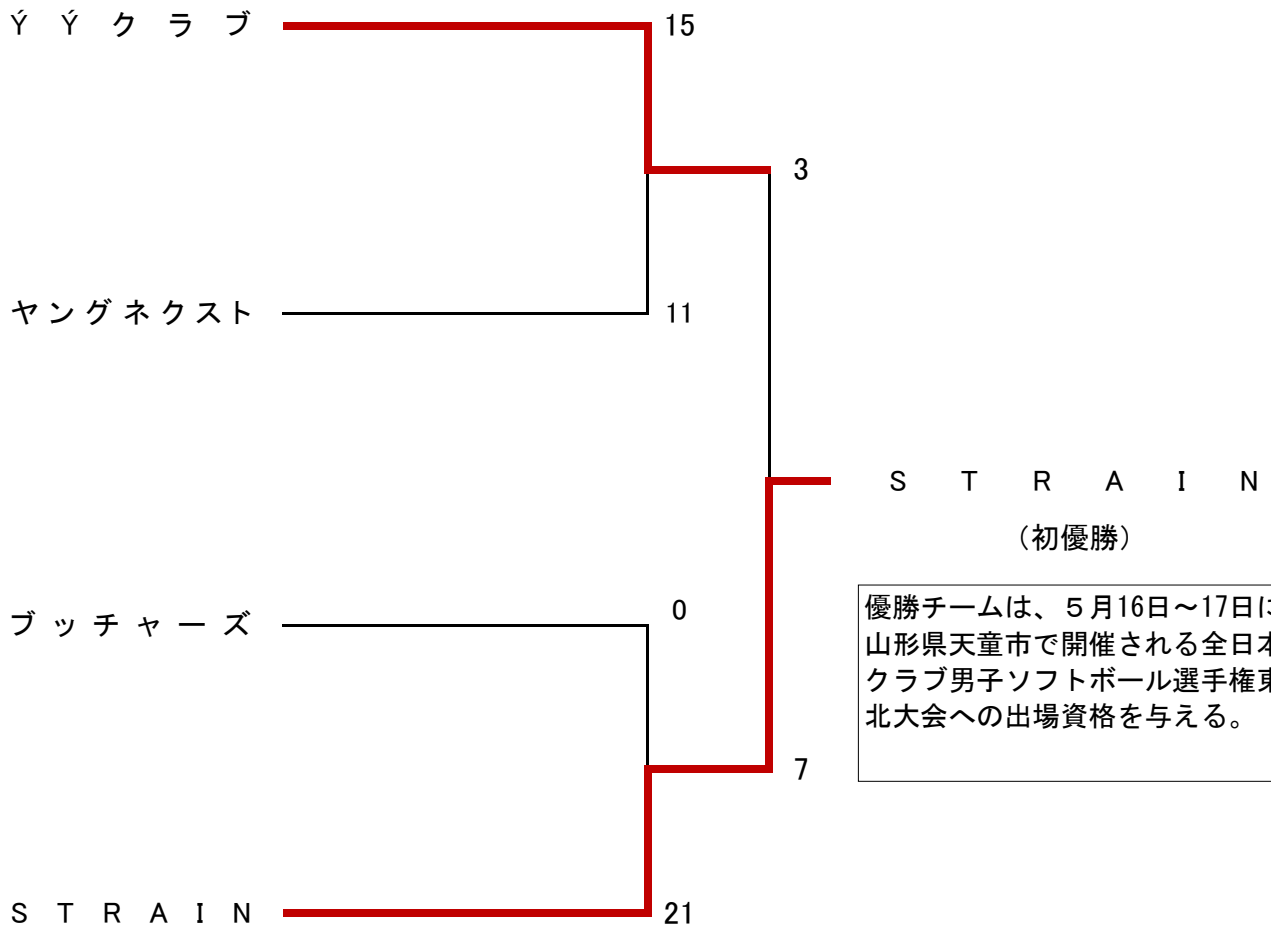 ÝÝクラブ
15
3
ヤングネクスト
11
STRAIN
(初優勝)
ブッチャーズ
0
優勝チームは、５月16日～17日に
山形県天童市で開催される全日本
クラブ男子ソフトボール選手権東
北大会への出場資格を与える。
7
STRAIN
21